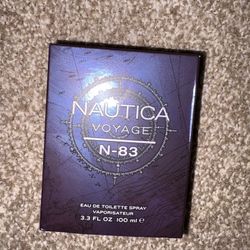 NAUTICA
VOYAGE
N-83
EAU DE TOILETTE SPRAY
VAPORISATEUR
3.3 FL OZ 100 ml ℮